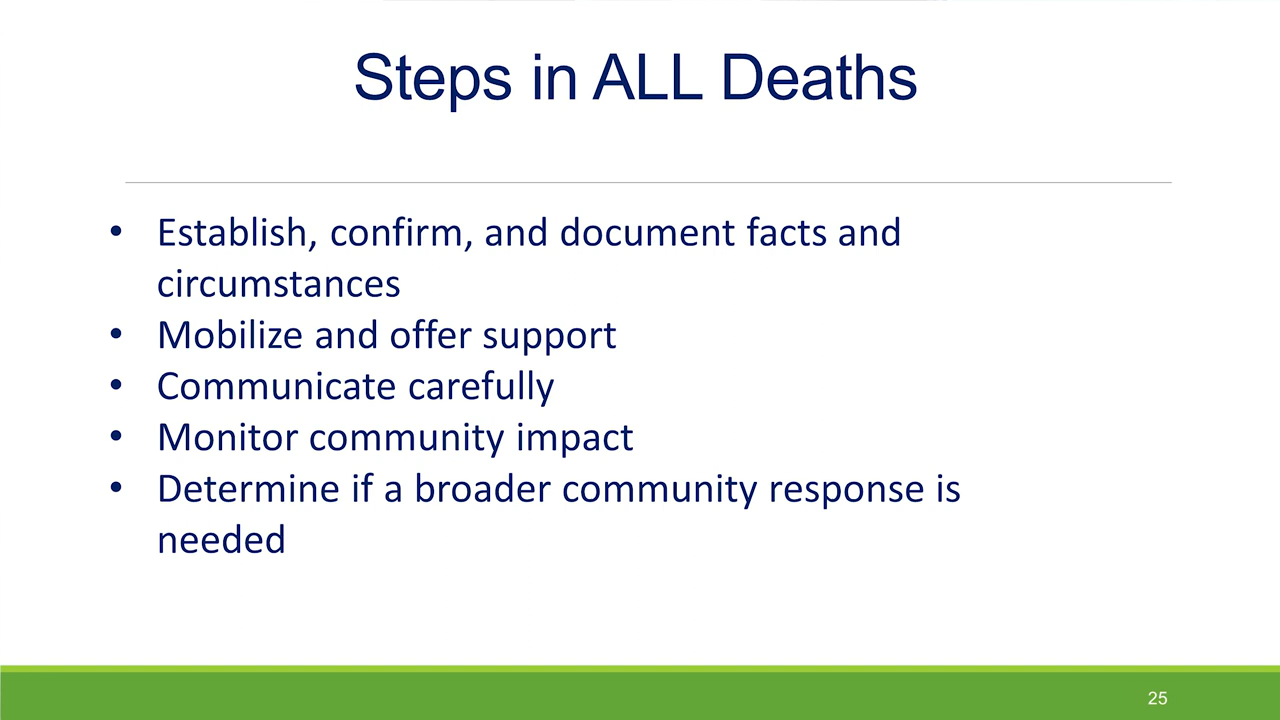 Steps in ALL Deaths
• Establish, confirm, and document facts and
circumstances
• Mobilize and offer support
• Communicate carefully
• Monitor community impact
• Determine if a broader community response is
needed
25